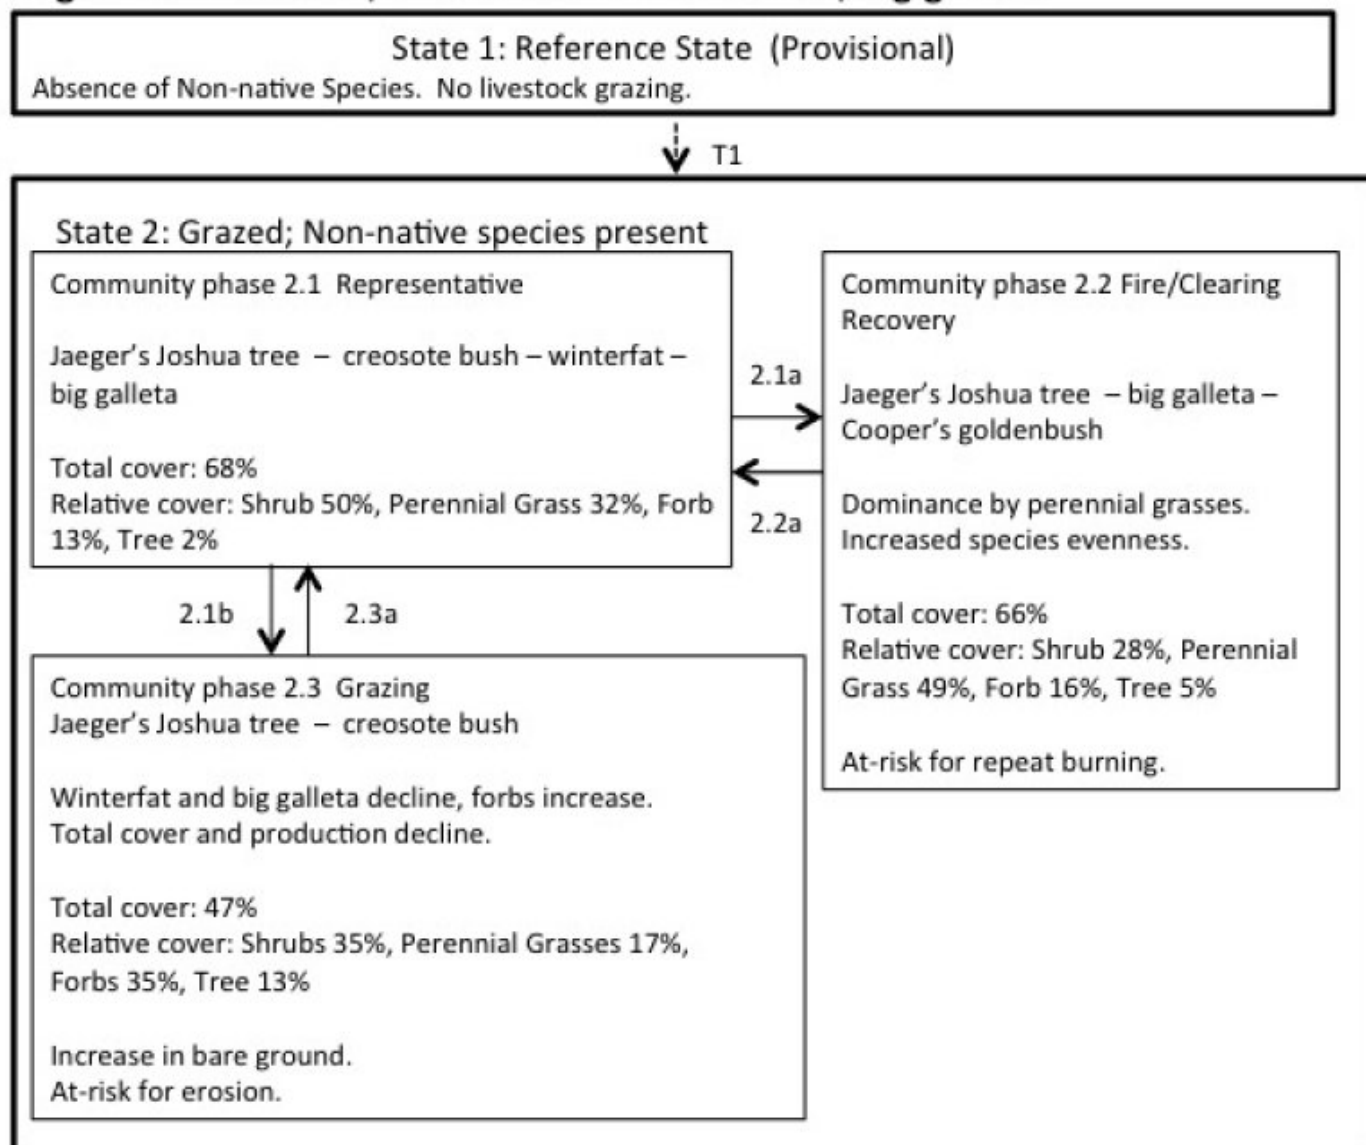 State 1: Reference State (Provisional)
Absence of Non-native Species. No livestock grazing.
T1
State 2: Grazed; Non-native species present
Community phase 2.1 Representative
Jaeger's Joshua tree – creosote bush – winterfat –
big galleta
Total cover: 68%
Relative cover: Shrub 50%, Perennial Grass 32%, Forb
13%, Tree 2%
2.1a
2.2a
Community phase 2.2 Fire/Clearing
Recovery
Jaeger's Joshua tree – big galleta –
Cooper's goldenbush
Dominance by perennial grasses.
Increased species evenness.
Total cover: 66%
Relative cover: Shrub 28%, Perennial
Grass 49%, Forb 16%, Tree 5%
At-risk for repeat burning.
2.1b
2.3a
Community phase 2.3 Grazing
Jaeger's Joshua tree – creosote bush
Winterfat and big galleta decline, forbs increase.
Total cover and production decline.
Total cover: 47%
Relative cover: Shrubs 35%, Perennial Grasses 17%,
Forbs 35%, Tree 13%
Increase in bare ground.
At-risk for erosion.